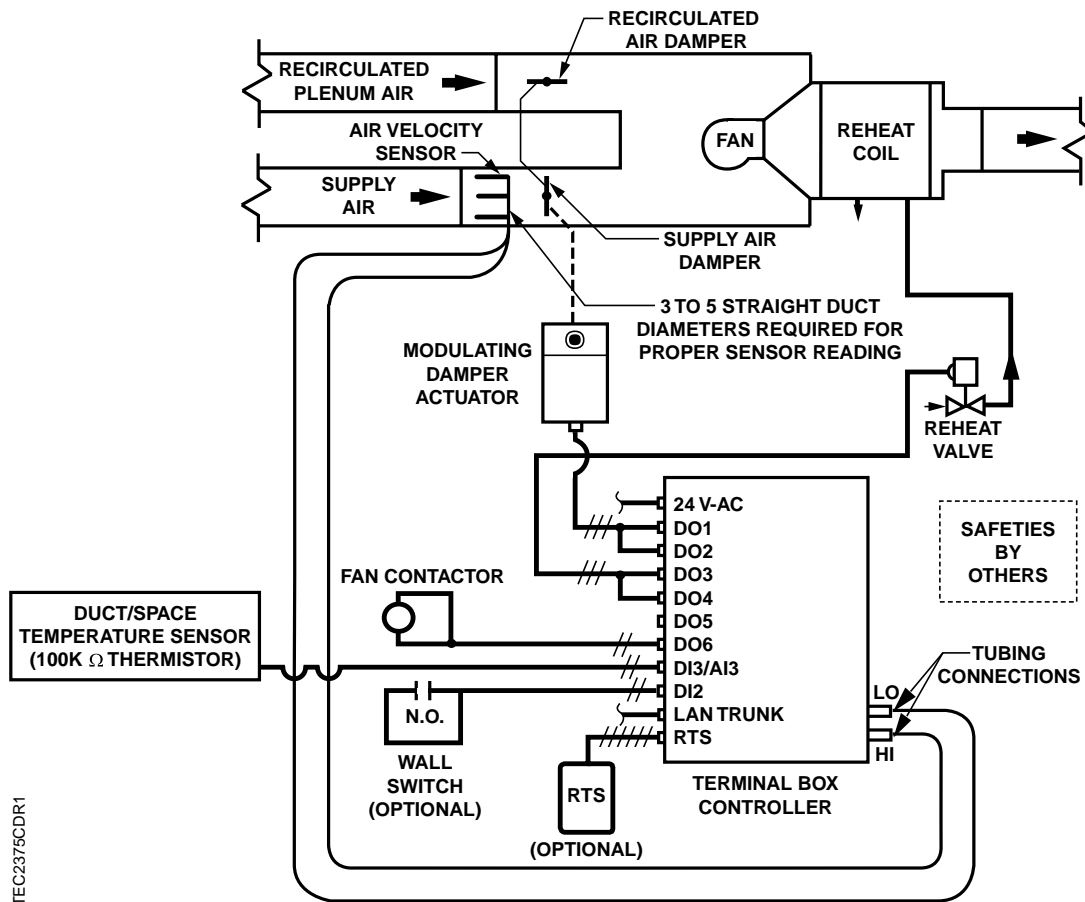 RECIRCULATED
AIR DAMPER
RECIRCULATED
PLENUM AIR
AIR VELOCITY
SENSOR
FAN
REHEAT
COIL
SUPPLY
AIR
SUPPLY AIR
DAMPER
3 TO 5 STRAIGHT DUCT
DIAMETERS REQUIRED FOR
PROPER SENSOR READING
MODULATING
DAMPER
ACTUATOR
REHEAT
VALVE
24 V-AC
DO1
DO2
DO3
DO4
DO5
DO6
DI3/AI3
DI2
LAN TRUNK
RTS
SAFETIES
BY
OTHERS
FAN CONTACTOR
DUCT/SPACE
TEMPERATURE SENSOR
(100K Ω THERMISTOR)
TUBING
CONNECTIONS
LO
HI
N.O.
WALL
SWITCH
(OPTIONAL)
RTS
(OPTIONAL)
TERMINAL BOX
CONTROLLER
TEC2375CDR1